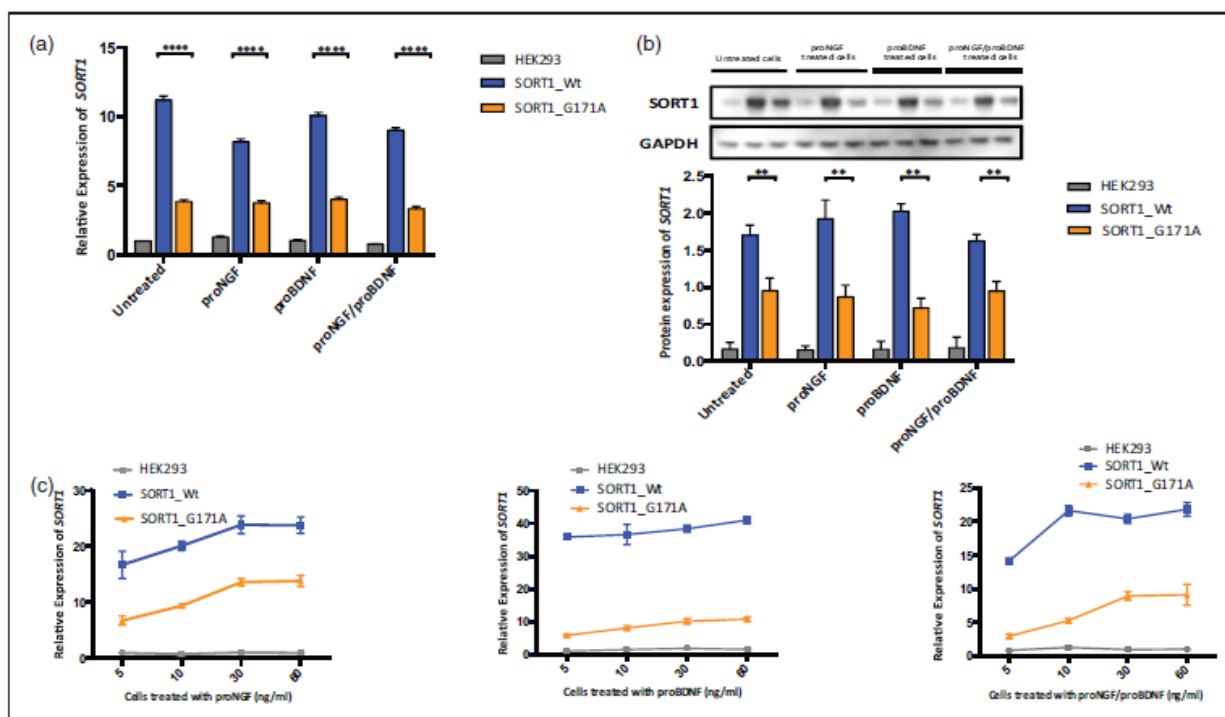 (a)
****
****
****
****
HEK293
SORT1_Wt
SORT1_G171A
Relative Expression of SORT1
15
10
5
0
Untreated
proNGF
proBDNF
proNGF/proBDNF
(b)
Untreated cells
proNGF
treated cells
proBDNF
treated cells
proNGF/proBDNF
treated cells
SORT1
GAPDH
**
**
**
**
HEK293
SORT1_Wt
SORT1_G171A
Protein expression of SORT1
2.5
2.0
1.5
1.0
0.5
0.0
Untreated
proNGF
proBDNF
proNGF/proBDNF
(c)
HEK293
SORT1_Wt
SORT1_G171A
Relative Expression of SORT1
30
20
10
0
5
10
30
60
Cells treated with proNGF (ng/ml)
HEK293
SORT1_Wt
SORT1_G171A
Relative Expression of SORT1
50
40
30
20
10
0
5
10
30
60
Cells treated with proBDNF (ng/ml)
HEK293
SORT1_Wt
SORT1_G171A
Relative Expression of SORT1
25
20
15
10
5
0
5
10
30
60
Cells treated with proNGF/proBDNF (ng/ml)